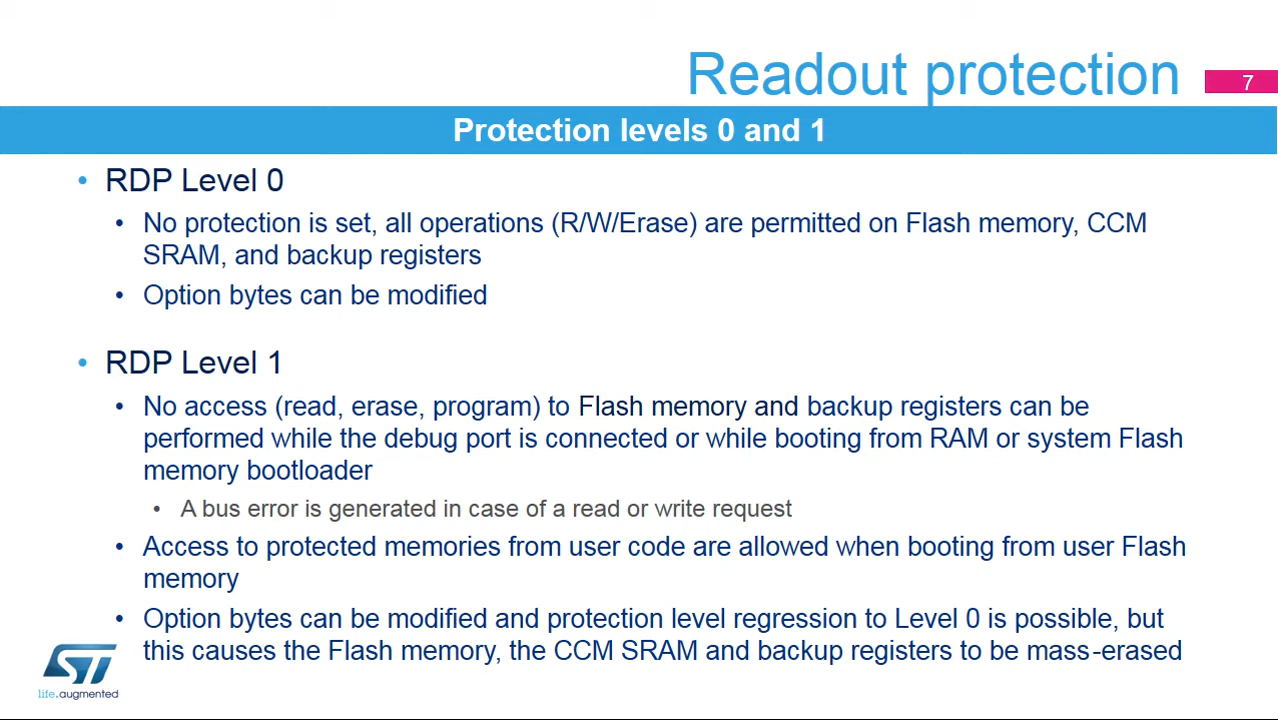 Readout protection
7
Protection levels 0 and 1
• RDP Level 0
• No protection is set, all operations (R/W/Erase) are permitted on Flash memory, CCM
SRAM, and backup registers
• Option bytes can be modified
• RDP Level 1
• No access (read, erase, program) to Flash memory and backup registers can be
performed while the debug port is connected or while booting from RAM or system Flash
memory bootloader
• A bus error is generated in case of a read or write request
• Access to protected memories from user code are allowed when booting from user Flash
memory
• Option bytes can be modified and protection level regression to Level 0 is possible, but
this causes the Flash memory, the CCM SRAM and backup registers to be mass-erased
ST
life.augmented